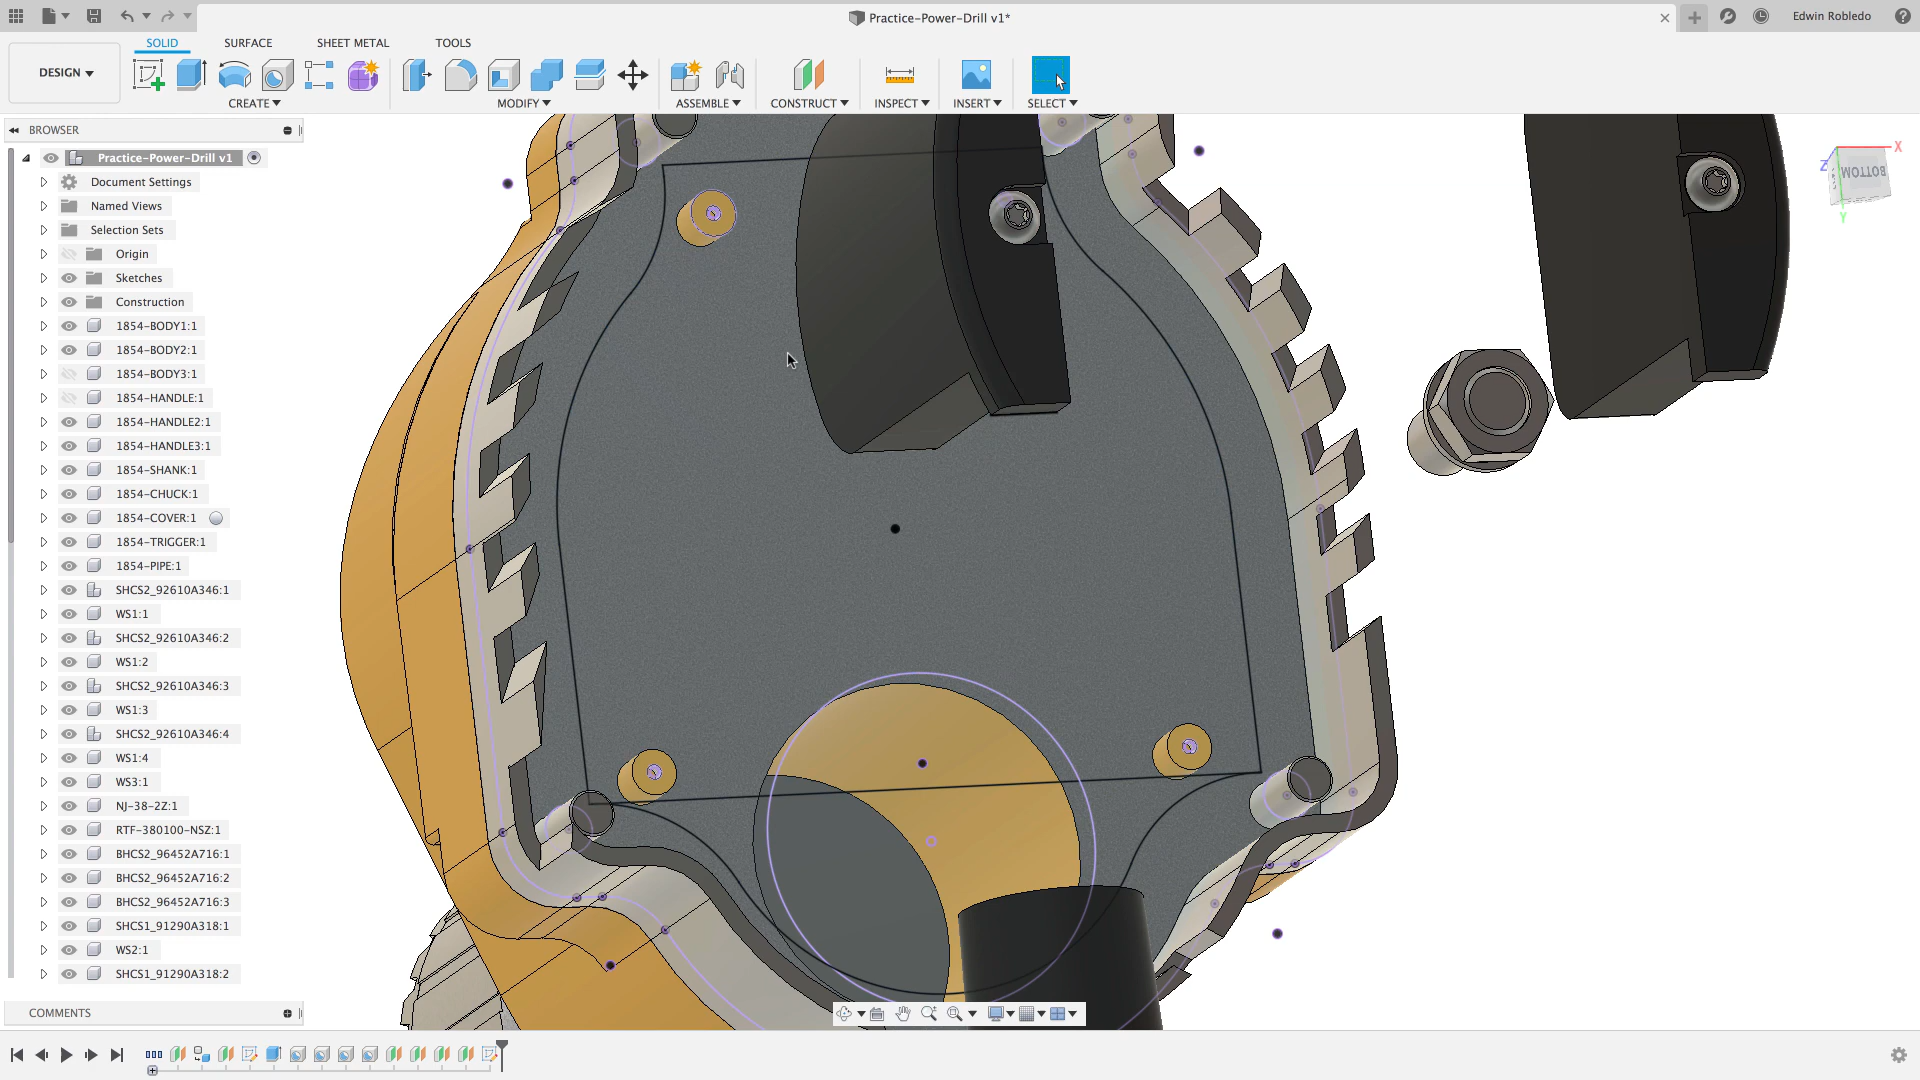 Practice-Power-Drill v1*
Edwin Robledo
DESIGN
SOLID
SURFACE
SHEET METAL
TOOLS
CREATE
MODIFY
ASSEMBLE
CONSTRUCT
INSPECT
INSERT
SELECT
BROWSER
Practice-Power-Drill v1
Document Settings
Named Views
Selection Sets
Origin
Sketches
Construction
1854-BODY1:1
1854-BODY2:1
1854-BODY3:1
1854-HANDLE:1
1854-HANDLE2:1
1854-HANDLE3:1
1854-SHANK:1
1854-CHUCK:1
1854-COVER:1
1854-TRIGGER:1
1854-PIPE:1
SHCS2_92610A346:1
WS1:1
SHCS2_92610A346:2
WS1:2
SHCS2_92610A346:3
WS1:3
SHCS2_92610A346:4
WS1:4
WS3:1
NJ-38-2Z:1
RTF-380100-NSZ:1
BHCS2_96452A716:1
BHCS2_96452A716:2
BHCS2_96452A716:3
SHCS1_91290A318:1
WS2:1
SHCS1_91290A318:2
COMMENTS
X
Z
BOTTOM
Y